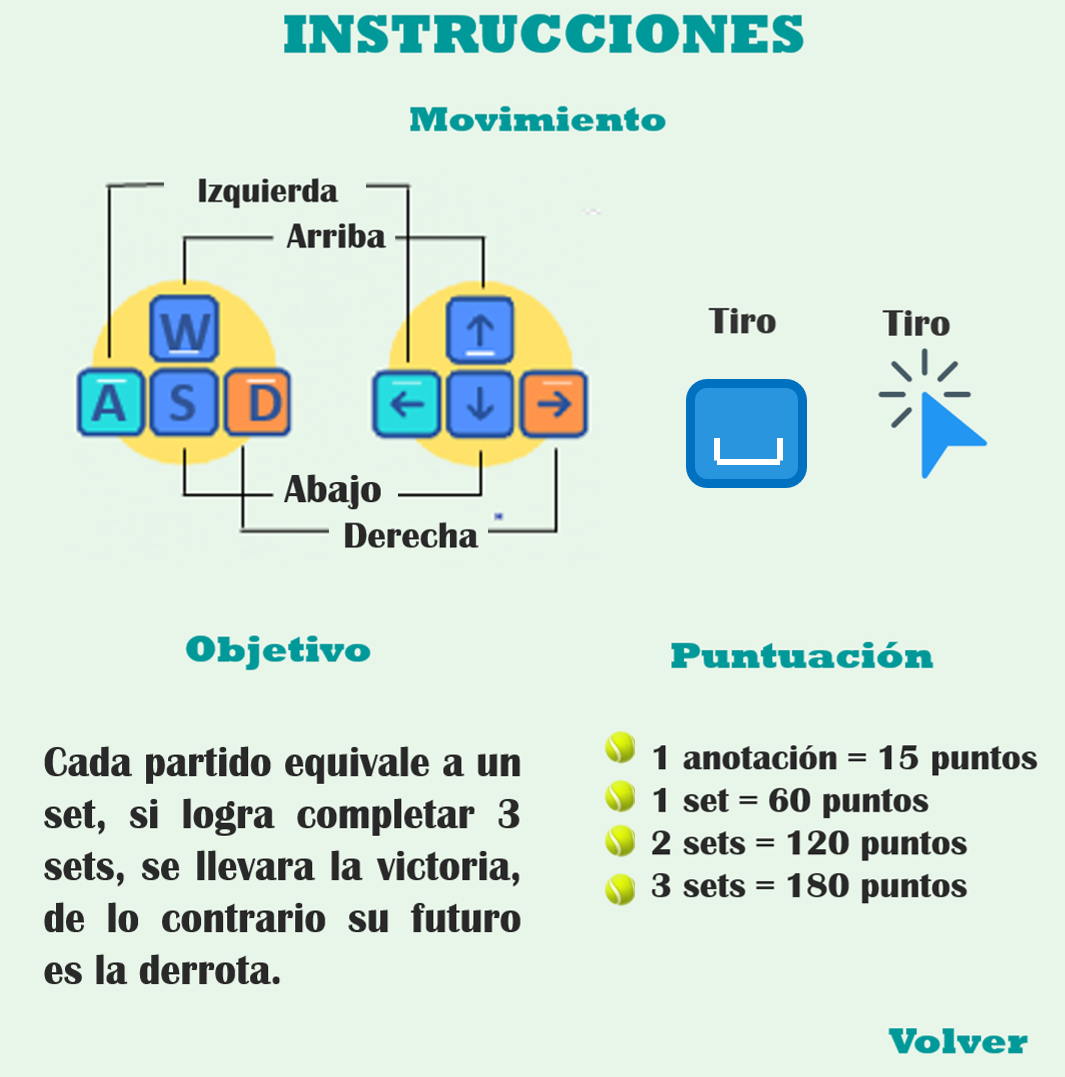 INSTRUCCIONES
Movimiento
Izquierda
Arriba
W
A S D
↑
← ↓ →
Abajo
Derecha
Tiro
Tiro
Objetivo
Cada partido equivale a un
set, si logra completar 3
sets, se llevara la victoria,
de lo contrario su futuro
es la derrota.
Puntuación
1 anotación = 15 puntos
1 set = 60 puntos
2 sets = 120 puntos
3 sets = 180 puntos
Volver